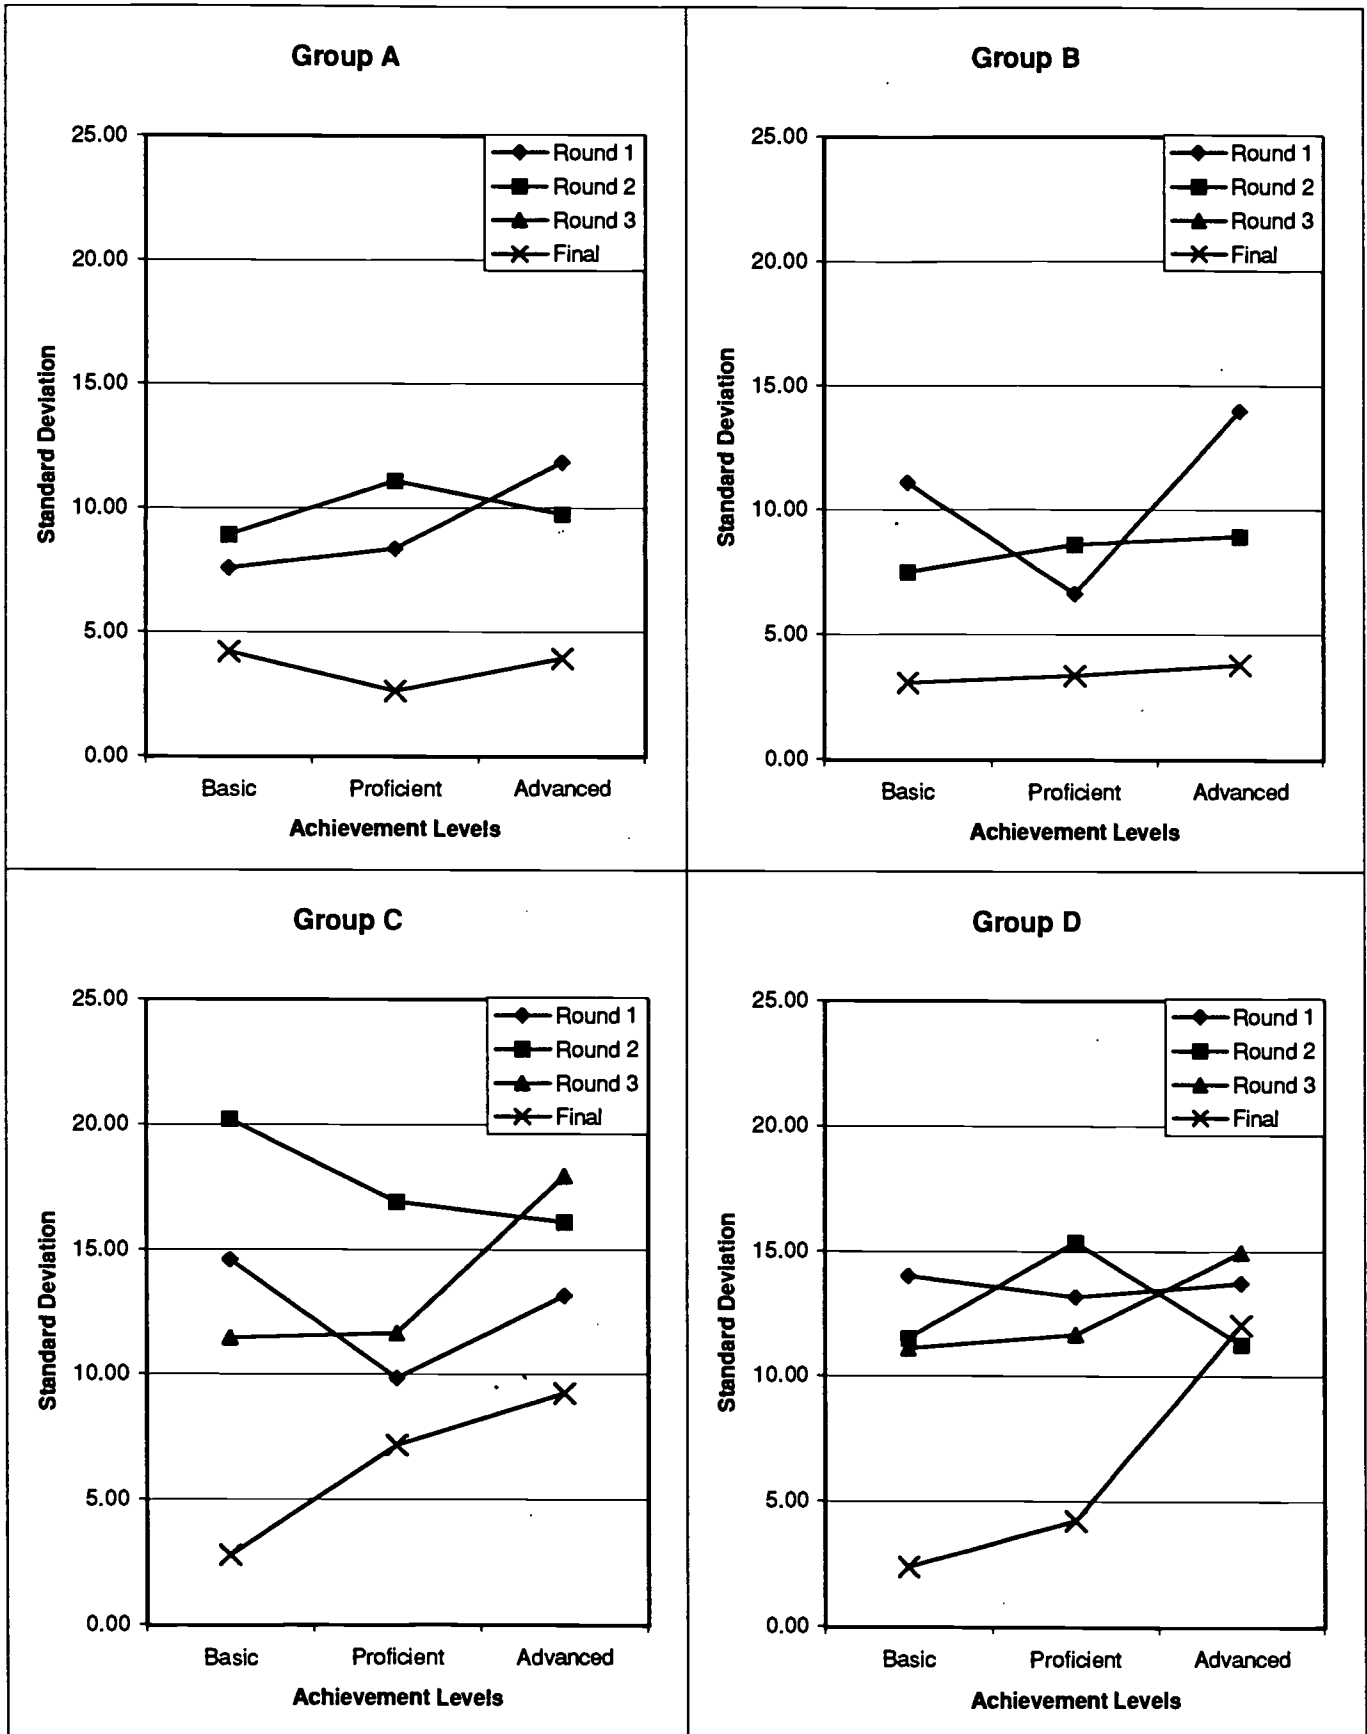 Group A
25.00
20.00
15.00
10.00
5.00
0.00
Standard Deviation
Round 1
Round 2
Round 3
Final
Basic Proficient Advanced
Achievement Levels
Group B
25.00
20.00
15.00
10.00
5.00
0.00
Standard Deviation
Round 1
Round 2
Round 3
Final
Basic Proficient Advanced
Achievement Levels
Group C
25.00
20.00
15.00
10.00
5.00
0.00
Standard Deviation
Round 1
Round 2
Round 3
Final
Basic Proficient Advanced
Achievement Levels
Group D
25.00
20.00
15.00
10.00
5.00
0.00
Standard Deviation
Round 1
Round 2
Round 3
Final
Basic Proficient Advanced
Achievement Levels